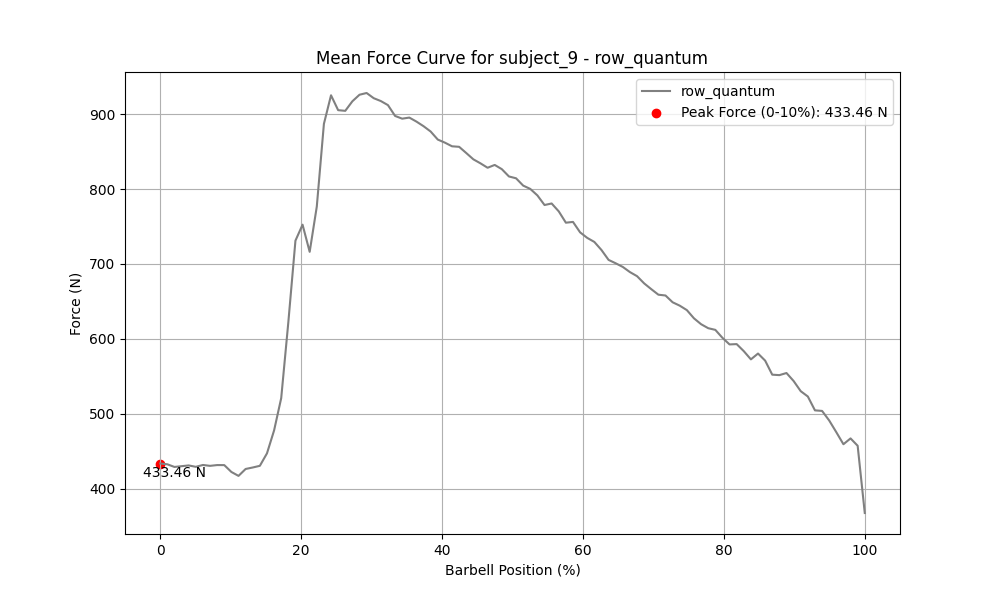 Mean Force Curve for subject_9 - row_quantum
row_quantum
Peak Force (0-10%): 433.46 N
900
800
700
600
500
400
Force (N)
433.46 N
0 20 40 60 80 100
Barbell Position (%)